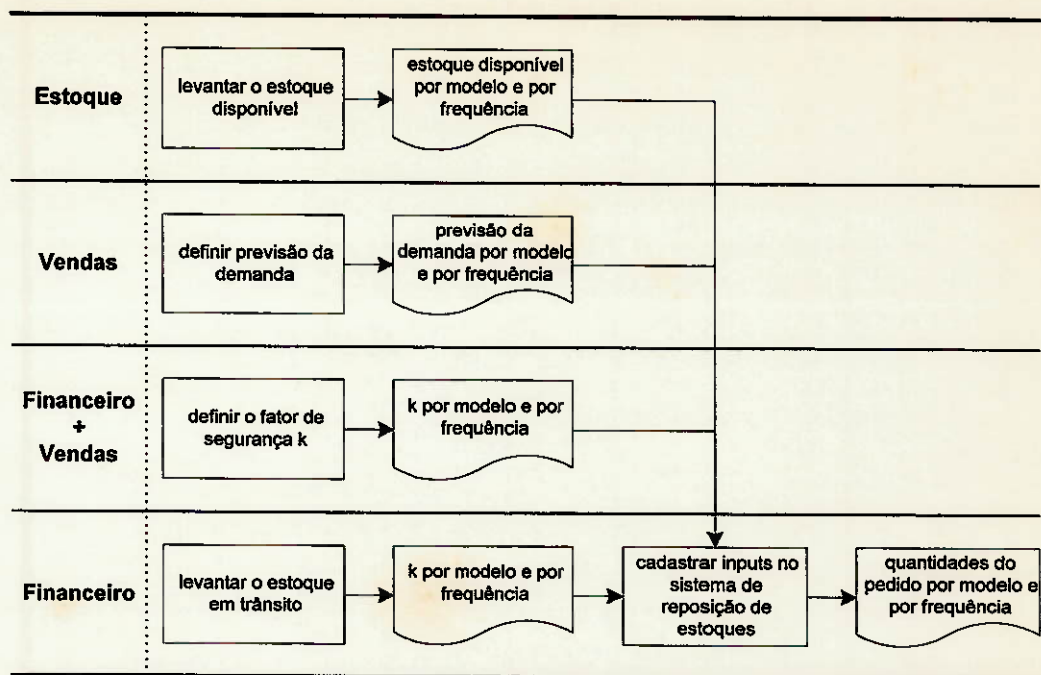 Estoque
levantar o estoque
disponível
estoque disponível
por modelo e por
frequência
Vendas
definir previsão da
demanda
previsão da
demanda por modelo
e por frequência
Financeiro
+
Vendas
definir o fator de
segurança k
k por modelo e por
frequência
Financeiro
levantar o estoque
em trânsito
k por modelo e por
frequência
cadastrar inputs no
sistema de
reposição de
estoques
quantidades do
pedido por modelo e
por frequência